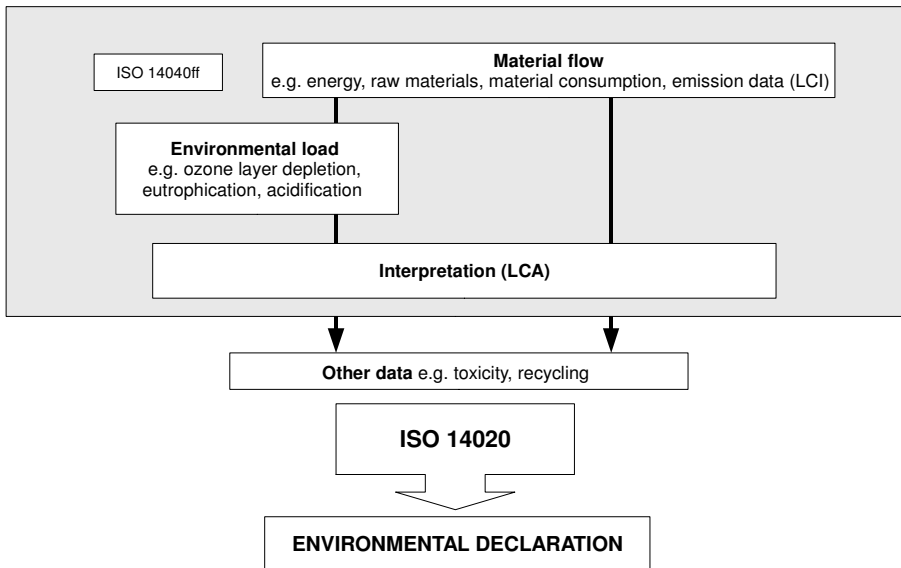 ISO 14040ff
Material flow
e.g. energy, raw materials, material consumption, emission data (LCI)
Environmental load
e.g. ozone layer depletion,
eutrophication, acidification
Interpretation (LCA)
Other data e.g. toxicity, recycling
ISO 14020
ENVIRONMENTAL DECLARATION